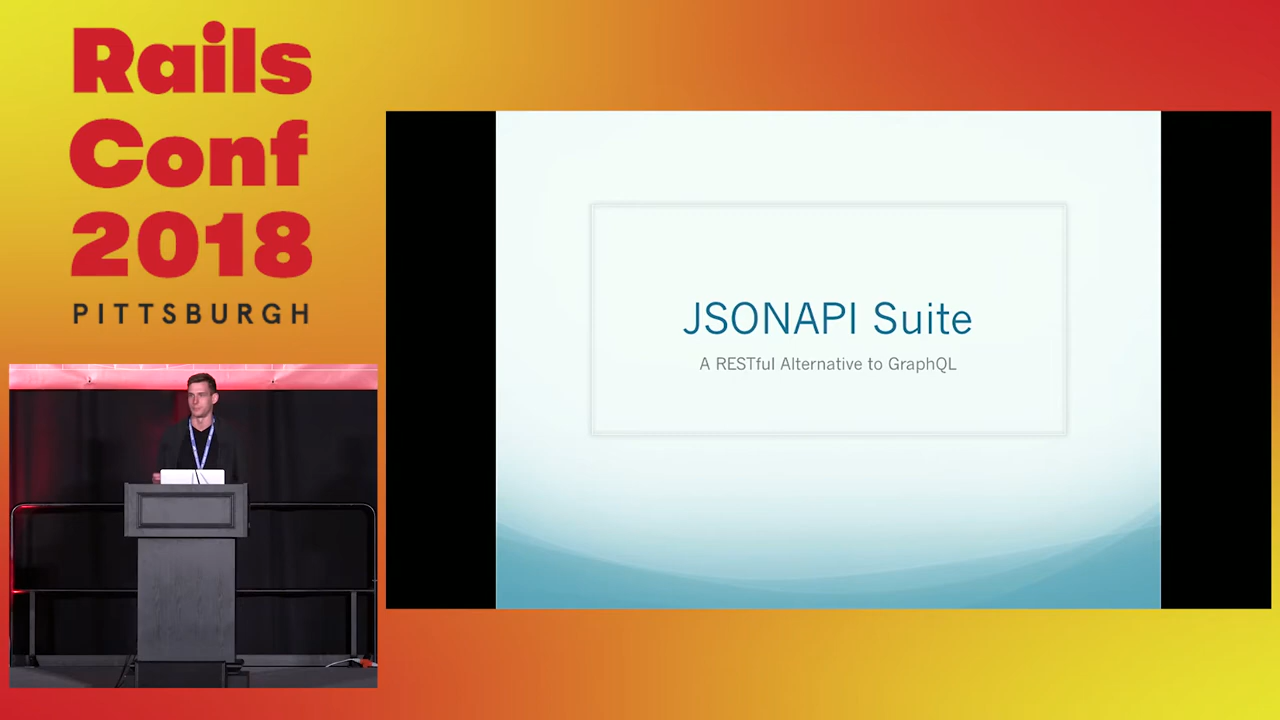 Rails
Conf
2018
PITTSBURGH
JSONAPI Suite
A RESTful Alternative to GraphQL